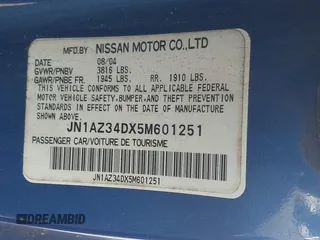 MFD.BY NISSAN MOTOR CO.,LTD
DATE 08/04
GVWR/PNBV 3816 LBS.
GAWR/PNBE FR. 1945 LBS. RR. 1910 LBS.
THIS VEHICLE CONFORMS TO ALL APPLICABLE FEDERAL
MOTOR VEHICLE SAFETY,BUMPER,AND THEFT PREVENTION
STANDARDS IN EFFECT ON THE DATE OF MANUFACTURE
SHOWN ABOVE.
JN1AZ34DX5M601251
PASSENGER CAR/VOITURE DE TOURISME
JN1AZ34DX5M601251
DREAMBID